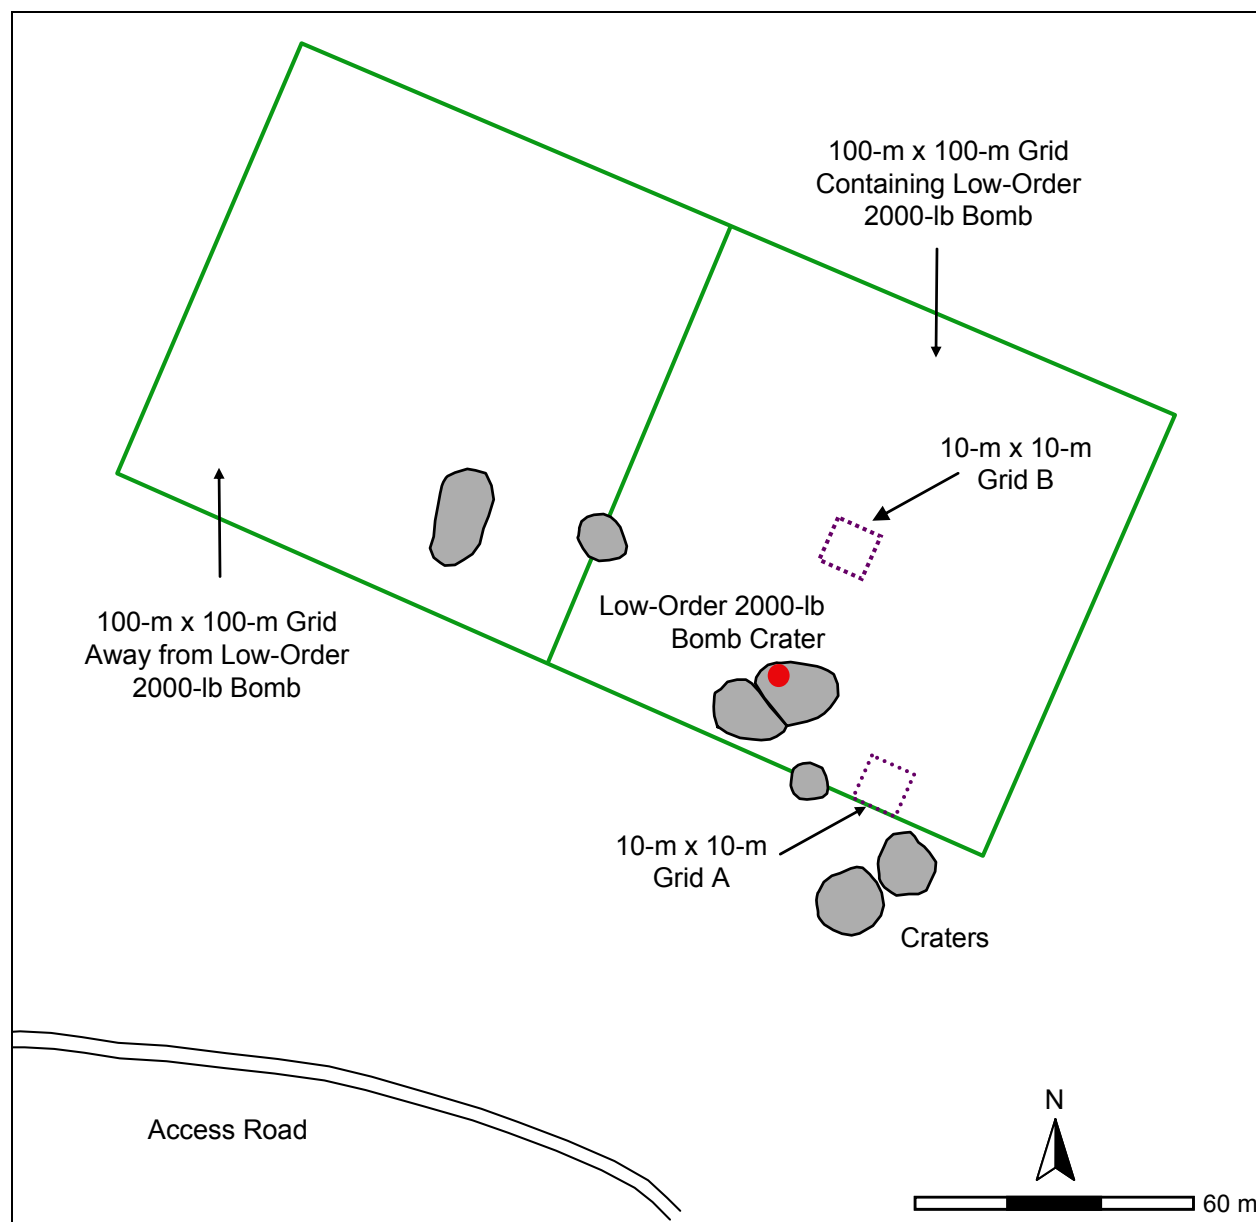 100-m x 100-m Grid
Containing Low-Order
2000-lb Bomb
10-m x 10-m
Grid B
Low-Order 2000-lb
Bomb Crater
100-m x 100-m Grid
Away from Low-Order
2000-lb Bomb
10-m x 10-m
Grid A
Craters
Access Road
N
60 m